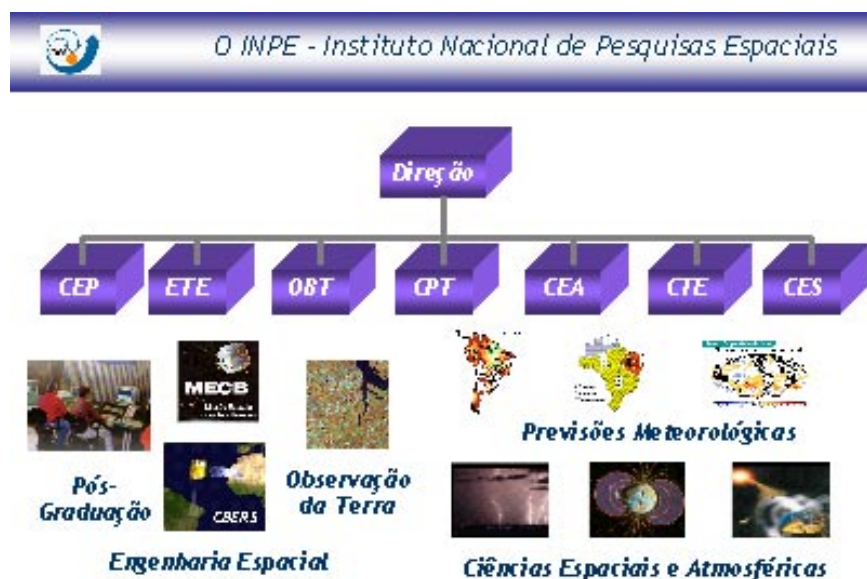 O INPE - Instituto Nacional de Pesquisas Espaciais
Direção
CEP ETE OBT CPT CEA CTE CES
MECB
CBERS
Pós-
Graduação
Observação
da Terra
Engenharia Espacial
Previsões Meteorológicas
Ciências Espaciais e Atmosféricas